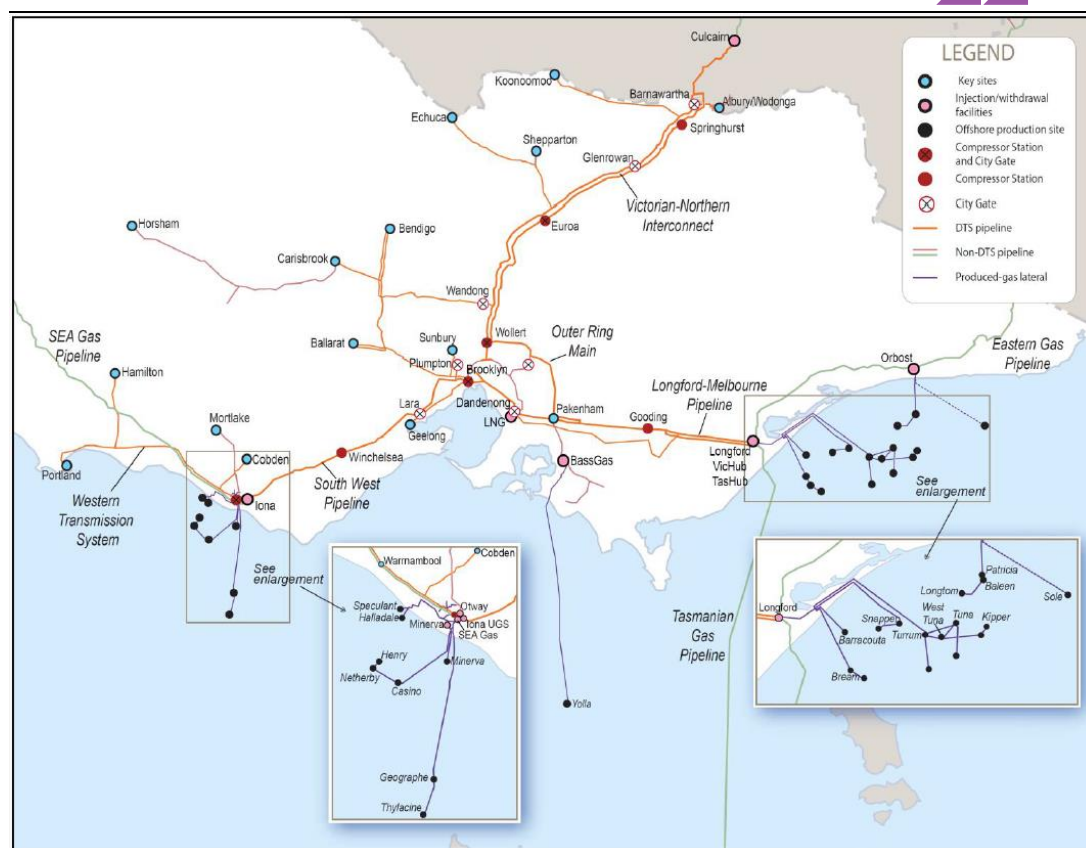 Culcairn
Koonoomoo
Barnawartha
Albury/Wodonga
Echuca
Springhurst
Shepparton
Glenrowan
Victorian-Northern
Interconnect
Euroa
Horsham
Bendigo
Carisbrook
Wandong
SEA Gas
Pipeline
Ballarat
Sunbury
Wollert
Outer Ring
Main
Plumpton
Brooklyn
Hamilton
Mortlake
Lara
Geelong
Dandenong
LNG
Pakenham
Gooding
Longford-Melbourne
Pipeline
Orbost
Eastern Gas
Pipeline
Cobden
Winchelsea
BassGas
Longford
VicHub
TasHub
Portland
Iona
South West
Pipeline
Western
Transmission
System
See
enlargement
See
enlargement
Tasmanian
Gas
Pipeline
Yolla
LEGEND
Key sites
Injection/withdrawal
facilities
Offshore production site
Compressor Station
and City Gate
Compressor Station
City Gate
DTS pipeline
Non-DTS pipeline
Produced-gas lateral
Warrnambool
Cobden
Speculant
Halladale
Otway
Minerva
Iona UGS
SEA Gas
Henry
Minerva
Netherby
Casino
Geographe
Thylacine
Longford
Patricia
Baleen
Longtom
Sole
West
Tuna
Tuna
Kipper
Snapper
Turrum
Barracouta
Bream